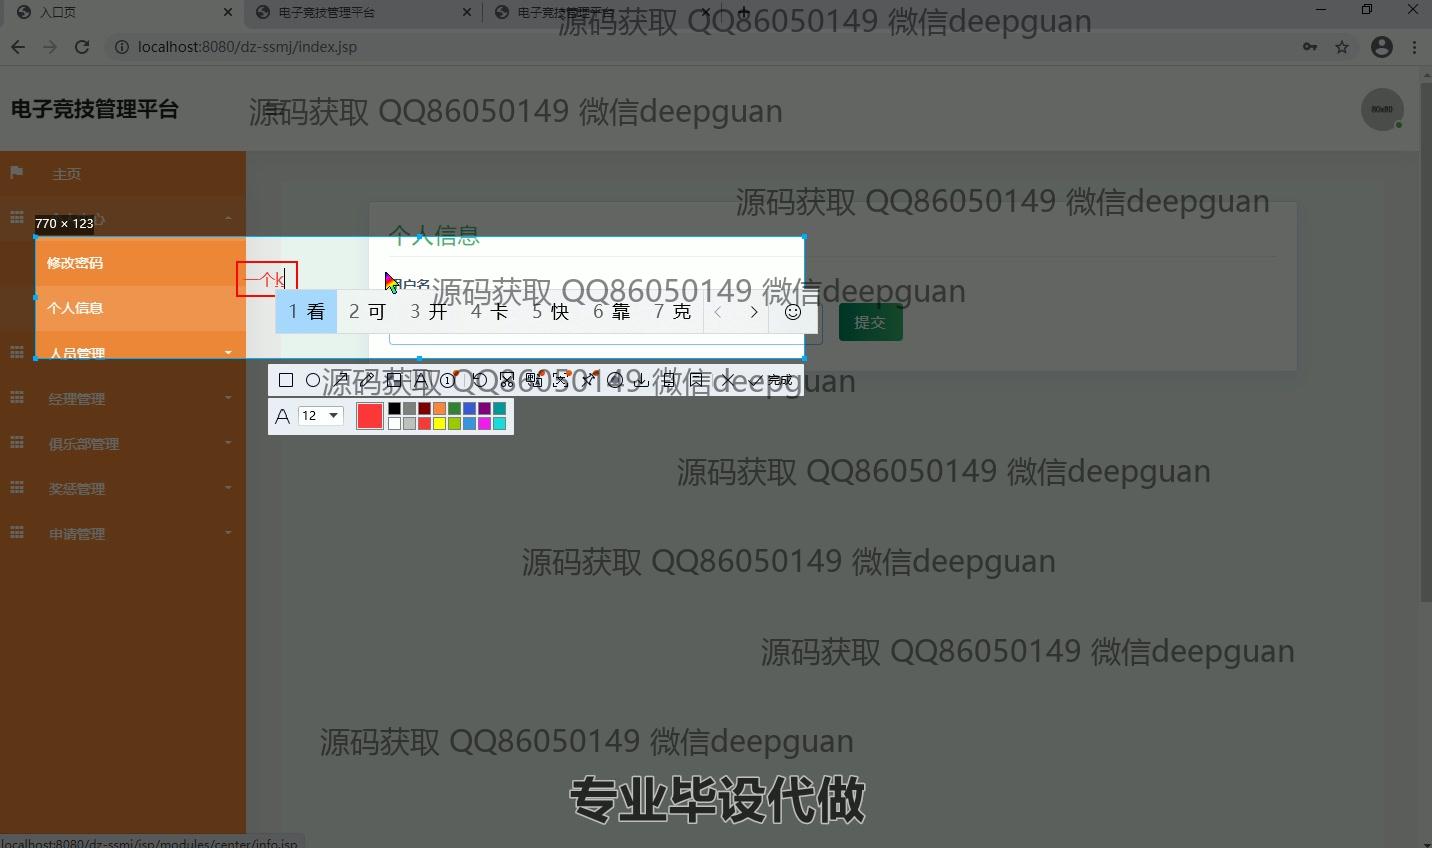 入口页
电子竞技管理平台
电子竞技管理平台
源码获取 QQ86050149 微信deepguan
localhost:8080/dz-ssmj/index.jsp
电子竞技管理平台
源码获取 QQ86050149 微信deepguan
80x80
主页
源码获取 QQ86050149 微信deepguan
770 × 123
个人信息
修改密码
一个k
用户名
源码获取 QQ86050149 微信deepguan
个人信息
1 看 2 可 3 开 4 卡 5 快 6 靠 7 克
提交
人员管理
源码获取 QQ86050149 微信deepguan
完成
经理管理
A 12
俱乐部管理
源码获取 QQ86050149 微信deepguan
奖惩管理
申请管理
源码获取 QQ86050149 微信deepguan
源码获取 QQ86050149 微信deepguan
源码获取 QQ86050149 微信deepguan
专业毕设代做
localhost:8080/dz-ssmj/jsp/modules/center/info.jsp